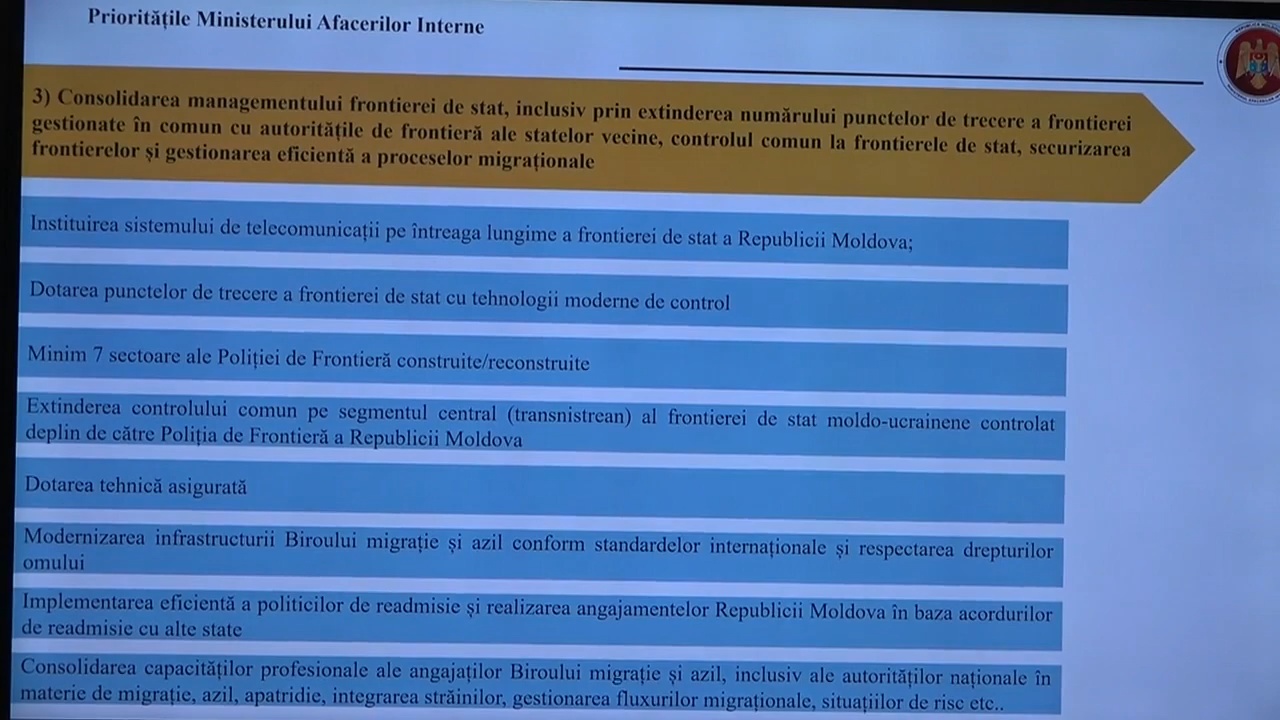 Prioritățile Ministerului Afacerilor Interne
3) Consolidarea managementului frontierei de stat, inclusiv prin extinderea numărului punctelor de trecere a frontierei
gestionate în comun cu autoritățile de frontieră ale statelor vecine, controlul comun la frontierele de stat, securizarea
frontierelor și gestionarea eficientă a proceselor migraționale
Instituirea sistemului de telecomunicații pe întreaga lungime a frontierei de stat a Republicii Moldova;
Dotarea punctelor de trecere a frontierei de stat cu tehnologii moderne de control
Minim 7 sectoare ale Poliției de Frontieră construite/reconstruite
Extinderea controlului comun pe segmentul central (transnistrean) al frontierei de stat moldo-ucrainene controlat
deplin de către Poliția de Frontieră a Republicii Moldova
Dotarea tehnică asigurată
Modernizarea infrastructurii Biroului migrație și azil conform standardelor internaționale și respectarea drepturilor
omului
Implementarea eficientă a politicilor de readmisie și realizarea angajamentelor Republicii Moldova în baza acordurilor
de readmisie cu alte state
Consolidarea capacităților profesionale ale angajaților Biroului migrație și azil, inclusiv ale autorităților naționale în
materie de migrație, azil, apatridie, integrarea străinilor, gestionarea fluxurilor migraționale, situațiilor de risc etc..